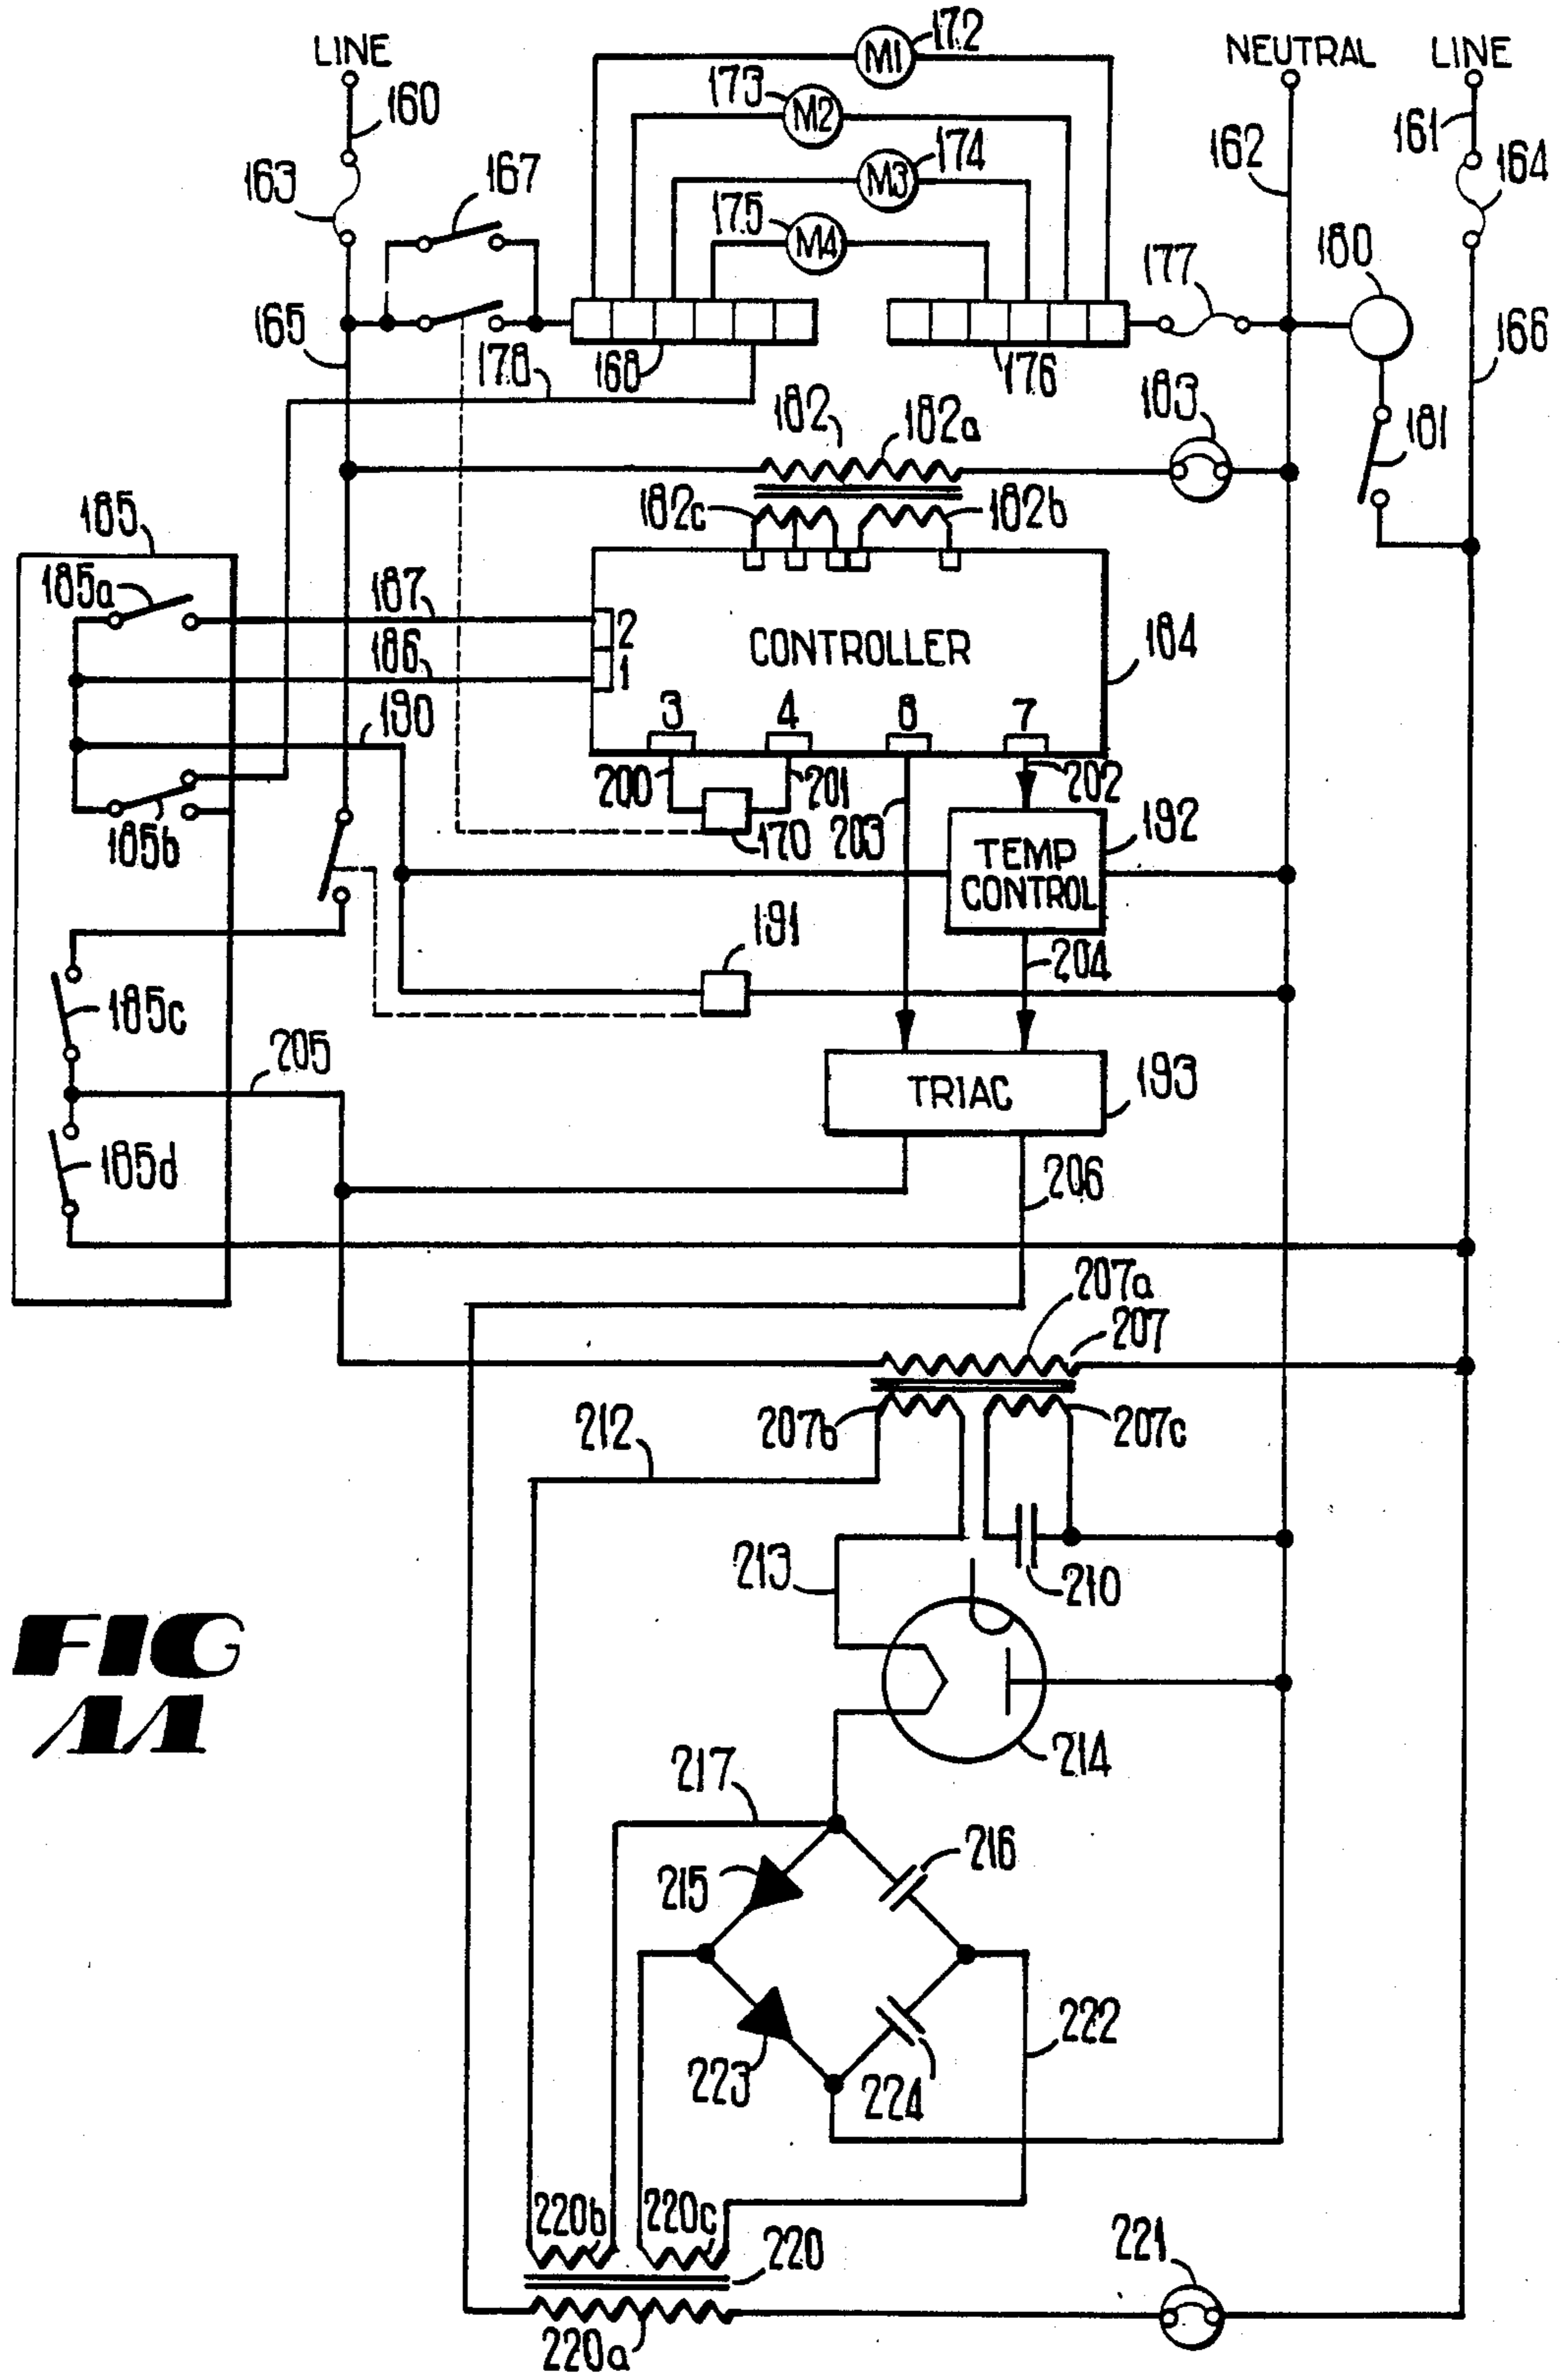 LINE
172
NEUTRAL
LINE
M1
160
173
M2
161
162
164
163
167
M3
174
175
M4
177
180
165
178
168
176
166
182
182a
183
181
182c
182b
185
185a
187
2
CONTROLLER
184
186
1
190
3
4
8
7
200
201
202
185b
170
203
TEMP
CONTROL
192
191
204
185c
205
TRIAC
193
185d
206
207a
207
207b
207c
212
213
210
214
217
216
215
222
223
224
220b
220c
220
221
220a
FIG
11